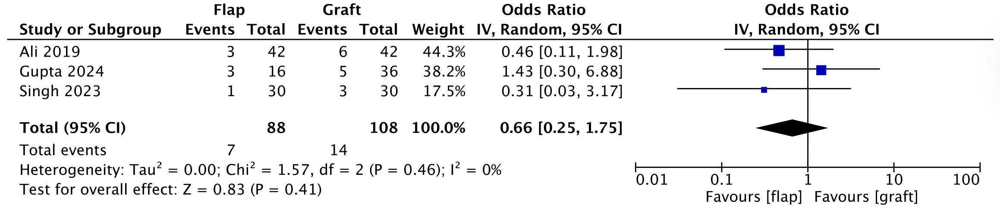 Flap Graft Odds Ratio Odds Ratio
Study or Subgroup Events Total Events Total Weight IV, Random, 95% CI IV, Random, 95% CI
Ali 2019 3 42 6 42 44.3% 0.46 [0.11, 1.98]
Gupta 2024 3 16 5 36 38.2% 1.43 [0.30, 6.88]
Singh 2023 1 30 3 30 17.5% 0.31 [0.03, 3.17]
Total (95% CI) 88 108 100.0% 0.66 [0.25, 1.75]
Total events 7 14
Heterogeneity: Tau² = 0.00; Chi² = 1.57, df = 2 (P = 0.46); I² = 0%
Test for overall effect: Z = 0.83 (P = 0.41)
0.01 0.1 1 10 100
Favours [flap] Favours [graft]